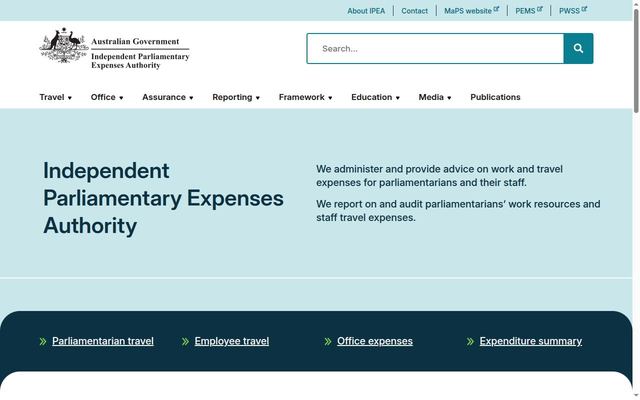 About IPEA
Contact
MaPS website
PEMS
PWSS
Australian Government
Independent Parliamentary
Expenses Authority
Search...
Travel
Office
Assurance
Reporting
Framework
Education
Media
Publications
Independent
Parliamentary Expenses
Authority
We administer and provide advice on work and travel
expenses for parliamentarians and their staff.
We report on and audit parliamentarians’ work resources and
staff travel expenses.
Parliamentarian travel
Employee travel
Office expenses
Expenditure summary